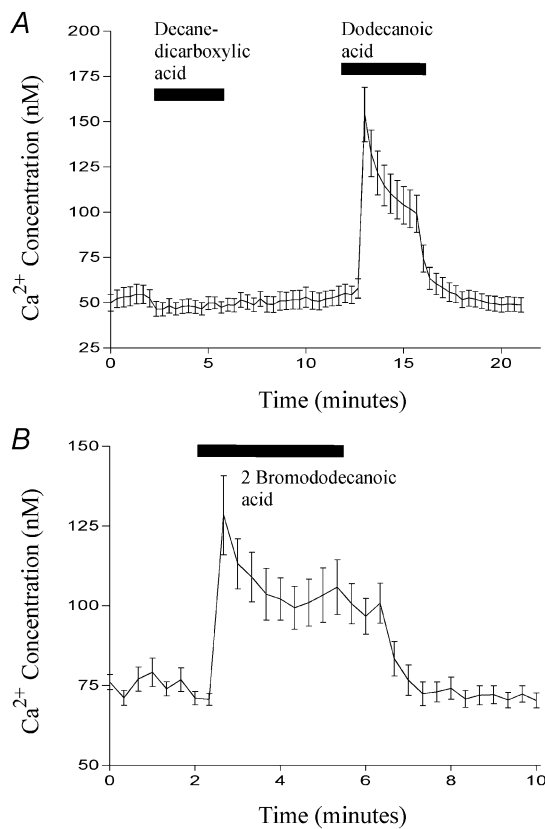 A
Decane-
dicarboxylic
acid
Dodecanoic
acid
Ca2+ Concentration (nM)
200
175
150
125
100
75
50
25
0 5 10 15 20
Time (minutes)
B
2 Bromododecanoic
acid
Ca2+ Concentration (nM)
150
125
100
75
50
0 2 4 6 8 10
Time (minutes)